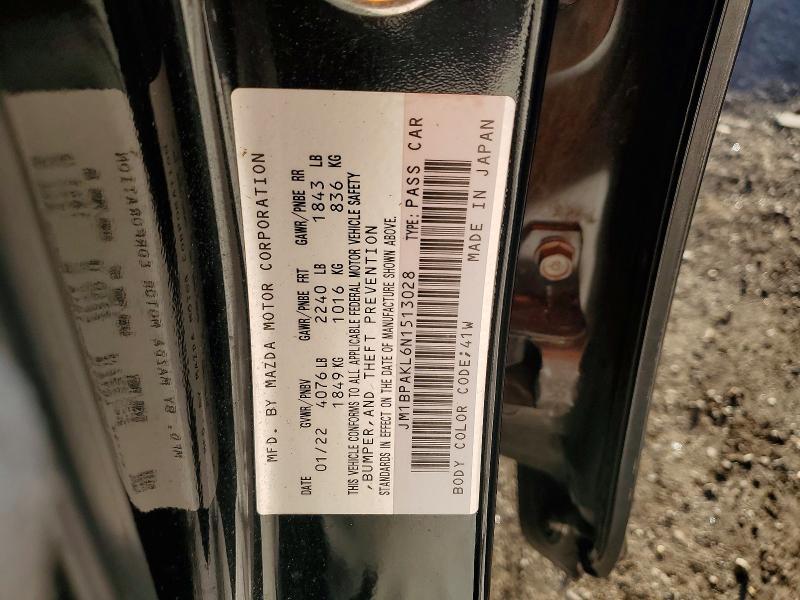 MFD. BY MAZDA MOTOR CORPORATION
DATE GVWR/PNBV GAWR/PNBE FRT GAWR/PNBE RR
01/22 4076 LB 2240 LB 1843 LB
1849 KG 1016 KG 836 KG
THIS VEHICLE CONFORMS TO ALL APPLICABLE FEDERAL MOTOR VEHICLE SAFETY
,BUMPER, AND THEFT PREVENTION
STANDARDS IN EFFECT ON THE DATE OF MANUFACTURE SHOWN ABOVE.
JM1BPAKL6N1513028 TYPE: PASS CAR
BODY COLOR CODE;41W MADE IN JAPAN